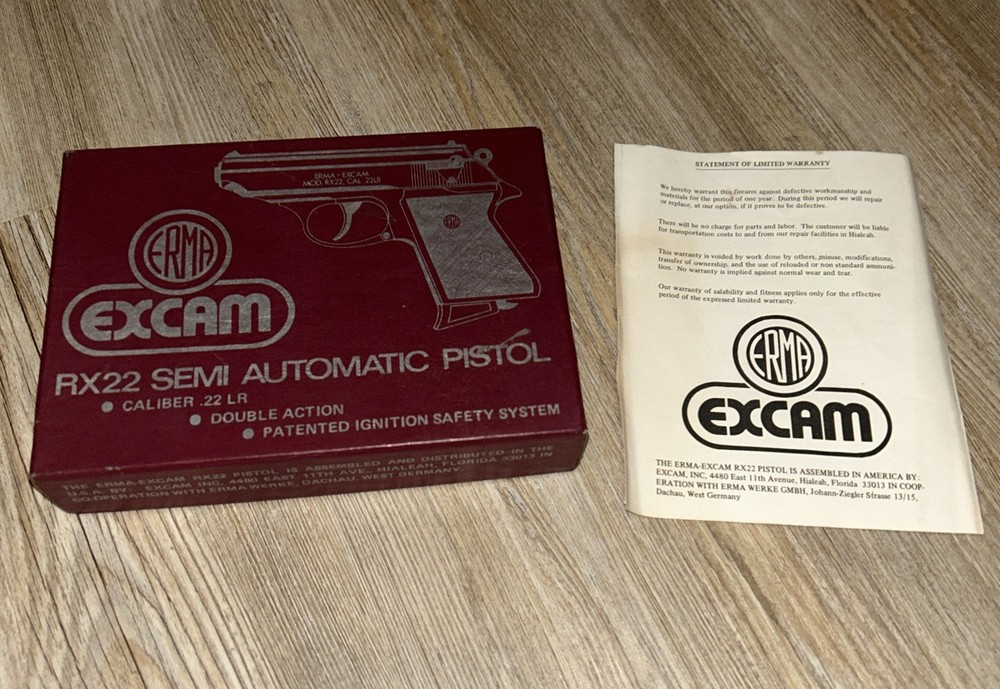 ERMA-EXCAM
MOD RX22, CAL 22LR
ERMA
EXCAM
RX22 SEMI AUTOMATIC PISTOL
• CALIBER .22 LR
• DOUBLE ACTION
• PATENTED IGNITION SAFETY SYSTEM
THE ERMA-EXCAM RX22 PISTOL IS ASSEMBLED AND DISTRIBUTED IN THE
U.S.A. BY: EXCAM INC. 4480 EAST 11TH AVE., HIALEAH, FLORIDA 33013 IN
CO-OPERATION WITH ERMA-WERKE, DACHAU, WEST GERMANY.
STATEMENT OF LIMITED WARRANTY
We hereby warrant this firearm against defective workmanship and
materials for the period of one year. During this period we will repair
or replace, at our option, if it proves to be defective.
There will be no charge for parts and labor. The customer will be liable
for transportation costs to and from our repair facilities in Hialeah.
This warranty is voided by work done by others, misuse, modifications,
transfer of ownership, and the use of reloaded or non standard ammuni-
tion. No warranty is implied against normal wear and tear.
Our warranty of salability and fitness applies only for the effective
period of the expressed limited warranty.
ERMA
EXCAM
THE ERMA-EXCAM RX22 PISTOL IS ASSEMBLED IN AMERICA BY:
EXCAM, INC, 4480 East 11th Avenue, Hialeah, Florida 33013 IN COOP-
ERATION WITH ERMA WERKE GMBH, Johann-Ziegler Sfrasse 13/15,
Dachau, West Germany